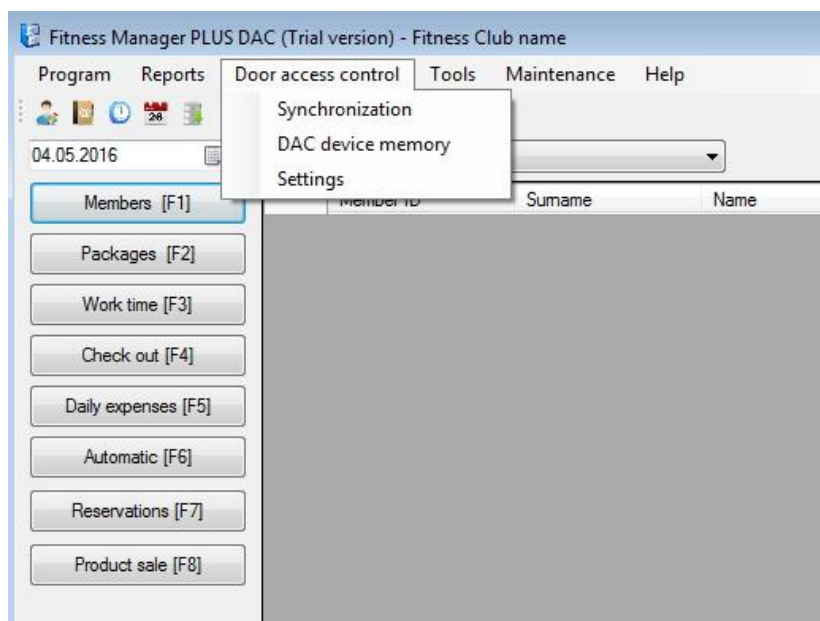 Fitness Manager PLUS DAC (Trial version) - Fitness Club name
Program Reports Door access control Tools Maintenance Help
Synchronization
DAC device memory
Settings
04.05.2016
Member ID Surname Name
Members [F1]
Packages [F2]
Work time [F3]
Check out [F4]
Daily expenses [F5]
Automatic [F6]
Reservations [F7]
Product sale [F8]